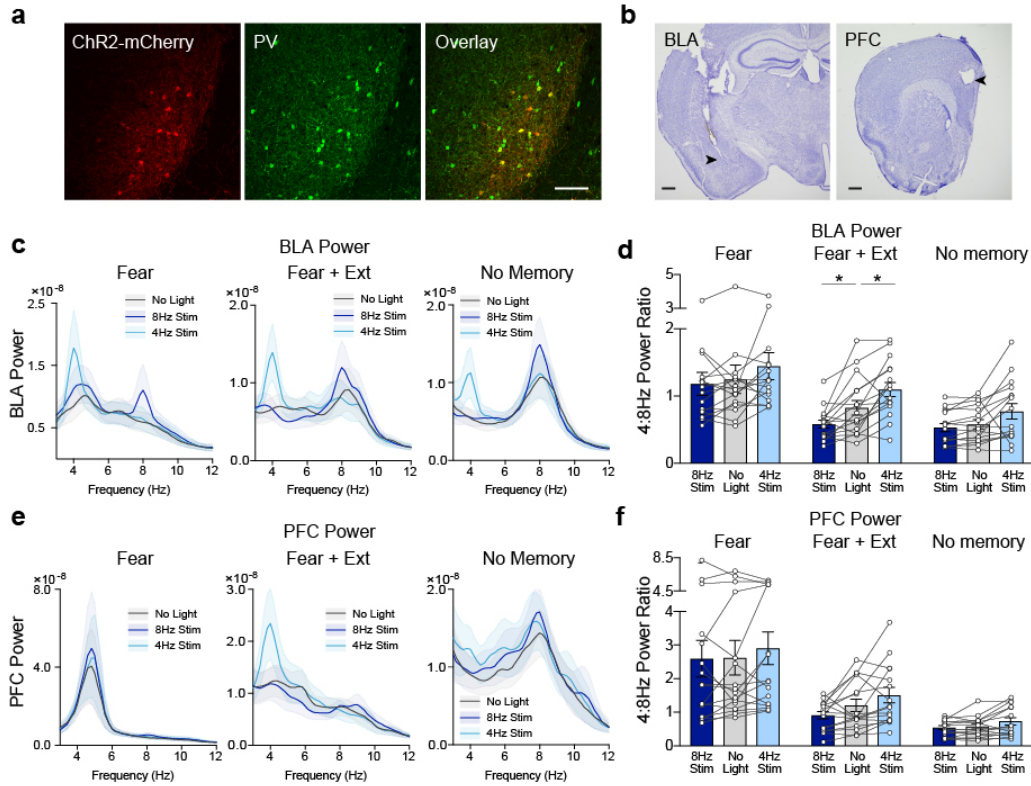 a
ChR2-mCherry
PV
Overlay
b
BLA
PFC
c
BLA Power
Fear
Fear + Ext
No Memory
×10⁻⁸
2.5
1.5
0.5
BLA Power
No Light
8Hz Stim
4Hz Stim
4 6 8 10 12
Frequency (Hz)
×10⁻⁸
2.0
1.0
0.0
No Light
8Hz Stim
4Hz Stim
4 6 8 10 12
Frequency (Hz)
×10⁻⁸
2.0
1.0
0.0
No Light
8Hz Stim
4Hz Stim
4 6 8 10 12
Frequency (Hz)
d
BLA Power
Fear
Fear + Ext
No memory
* *
4:8Hz Power Ratio
5
3
2
1
0
8Hz Stim
No Light
4Hz Stim
8Hz Stim
No Light
4Hz Stim
8Hz Stim
No Light
4Hz Stim
e
PFC Power
Fear
Fear + Ext
No Memory
×10⁻⁸
8.0
4.0
0.0
PFC Power
No Light
8Hz Stim
4Hz Stim
4 6 8 10 12
Frequency (Hz)
×10⁻⁸
3.0
2.0
1.0
0.0
No Light
8Hz Stim
4Hz Stim
4 6 8 10 12
Frequency (Hz)
×10⁻⁸
2.0
1.0
0.0
No Light
8Hz Stim
4Hz Stim
4 6 8 10 12
Frequency (Hz)
f
PFC Power
Fear
Fear + Ext
No memory
4:8Hz Power Ratio
8.5
4.5
4
3
2
1
0
8Hz Stim
No Light
4Hz Stim
8Hz Stim
No Light
4Hz Stim
8Hz Stim
No Light
4Hz Stim